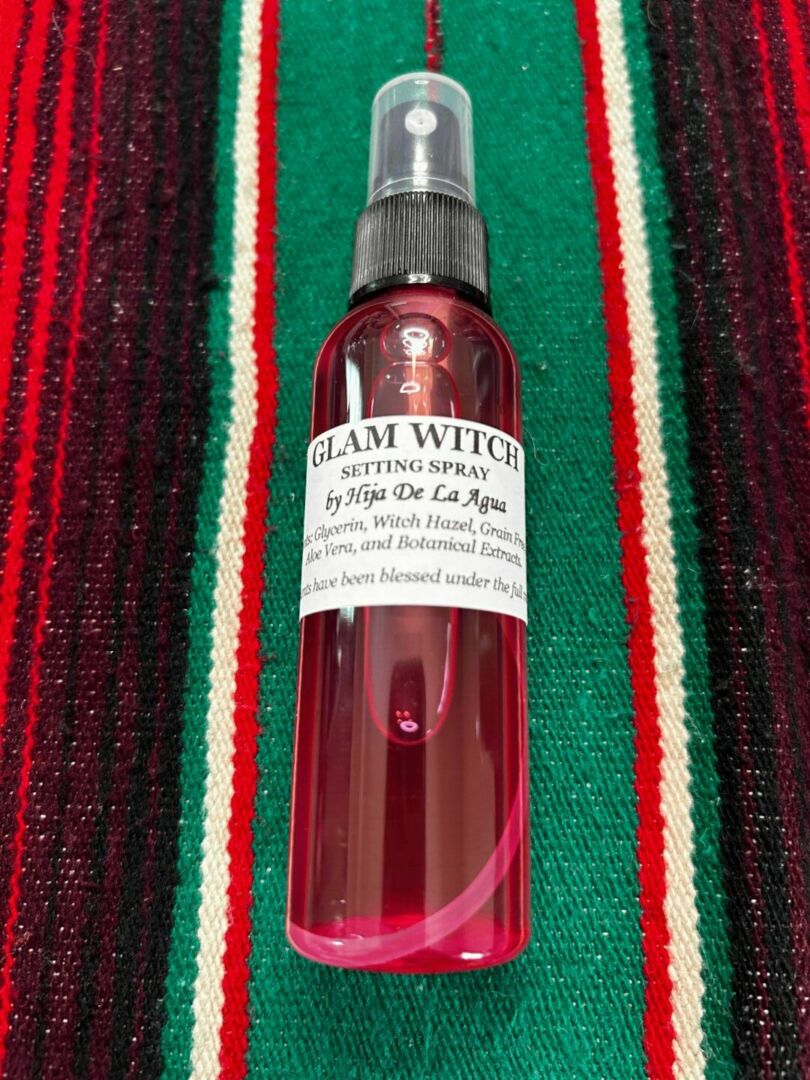 GLAM WITCH
SETTING SPRAY
by Hija De La Agua
Glycerin, Witch Hazel, Grain
Aloe Vera, and Botanical Extracts.
have been blessed under the full